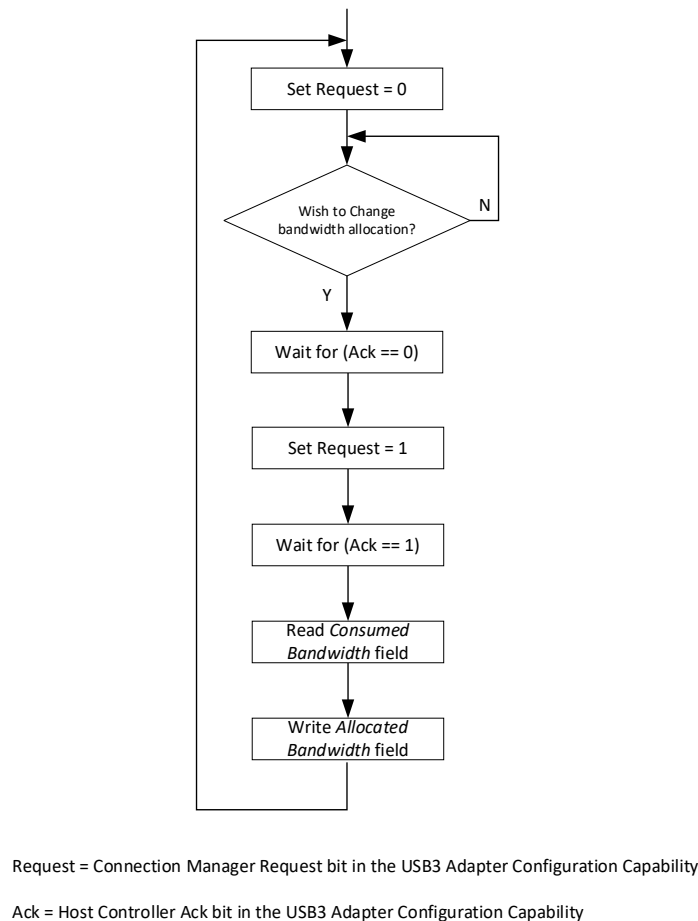 Set Request = 0
Wish to Change
bandwidth allocation?
N
Y
Wait for (Ack == 0)
Set Request = 1
Wait for (Ack == 1)
Read Consumed
Bandwidth field
Write Allocated
Bandwidth field
Request = Connection Manager Request bit in the USB3 Adapter Configuration Capability
Ack = Host Controller Ack bit in the USB3 Adapter Configuration Capability